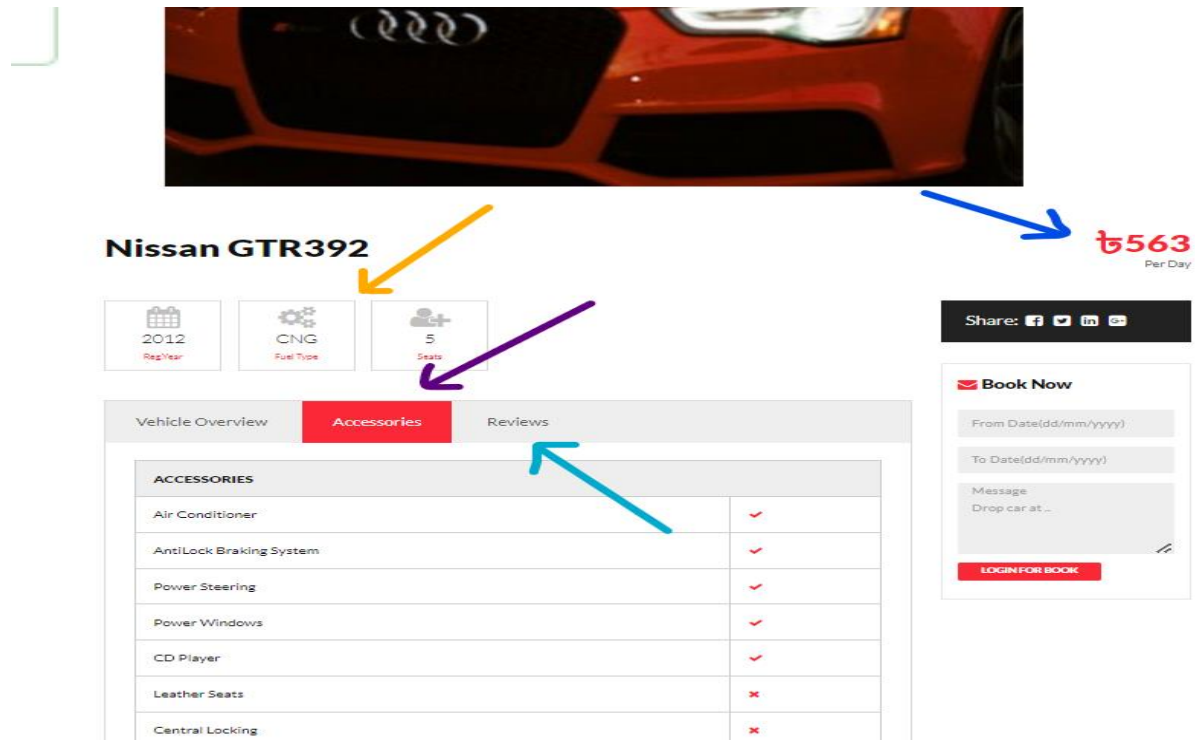 Nissan GTR392
৳563
Per Day
2012
Reg.Year
CNG
Fuel Type
5
Seats
Share:
Book Now
From Date(dd/mm/yyyy)
To Date(dd/mm/yyyy)
Message
Drop car at ..
LOGIN FOR BOOK
Vehicle Overview
Accessories
Reviews
ACCESSORIES
Air Conditioner
AntiLock Braking System
Power Steering
Power Windows
CD Player
Leather Seats
Central Locking